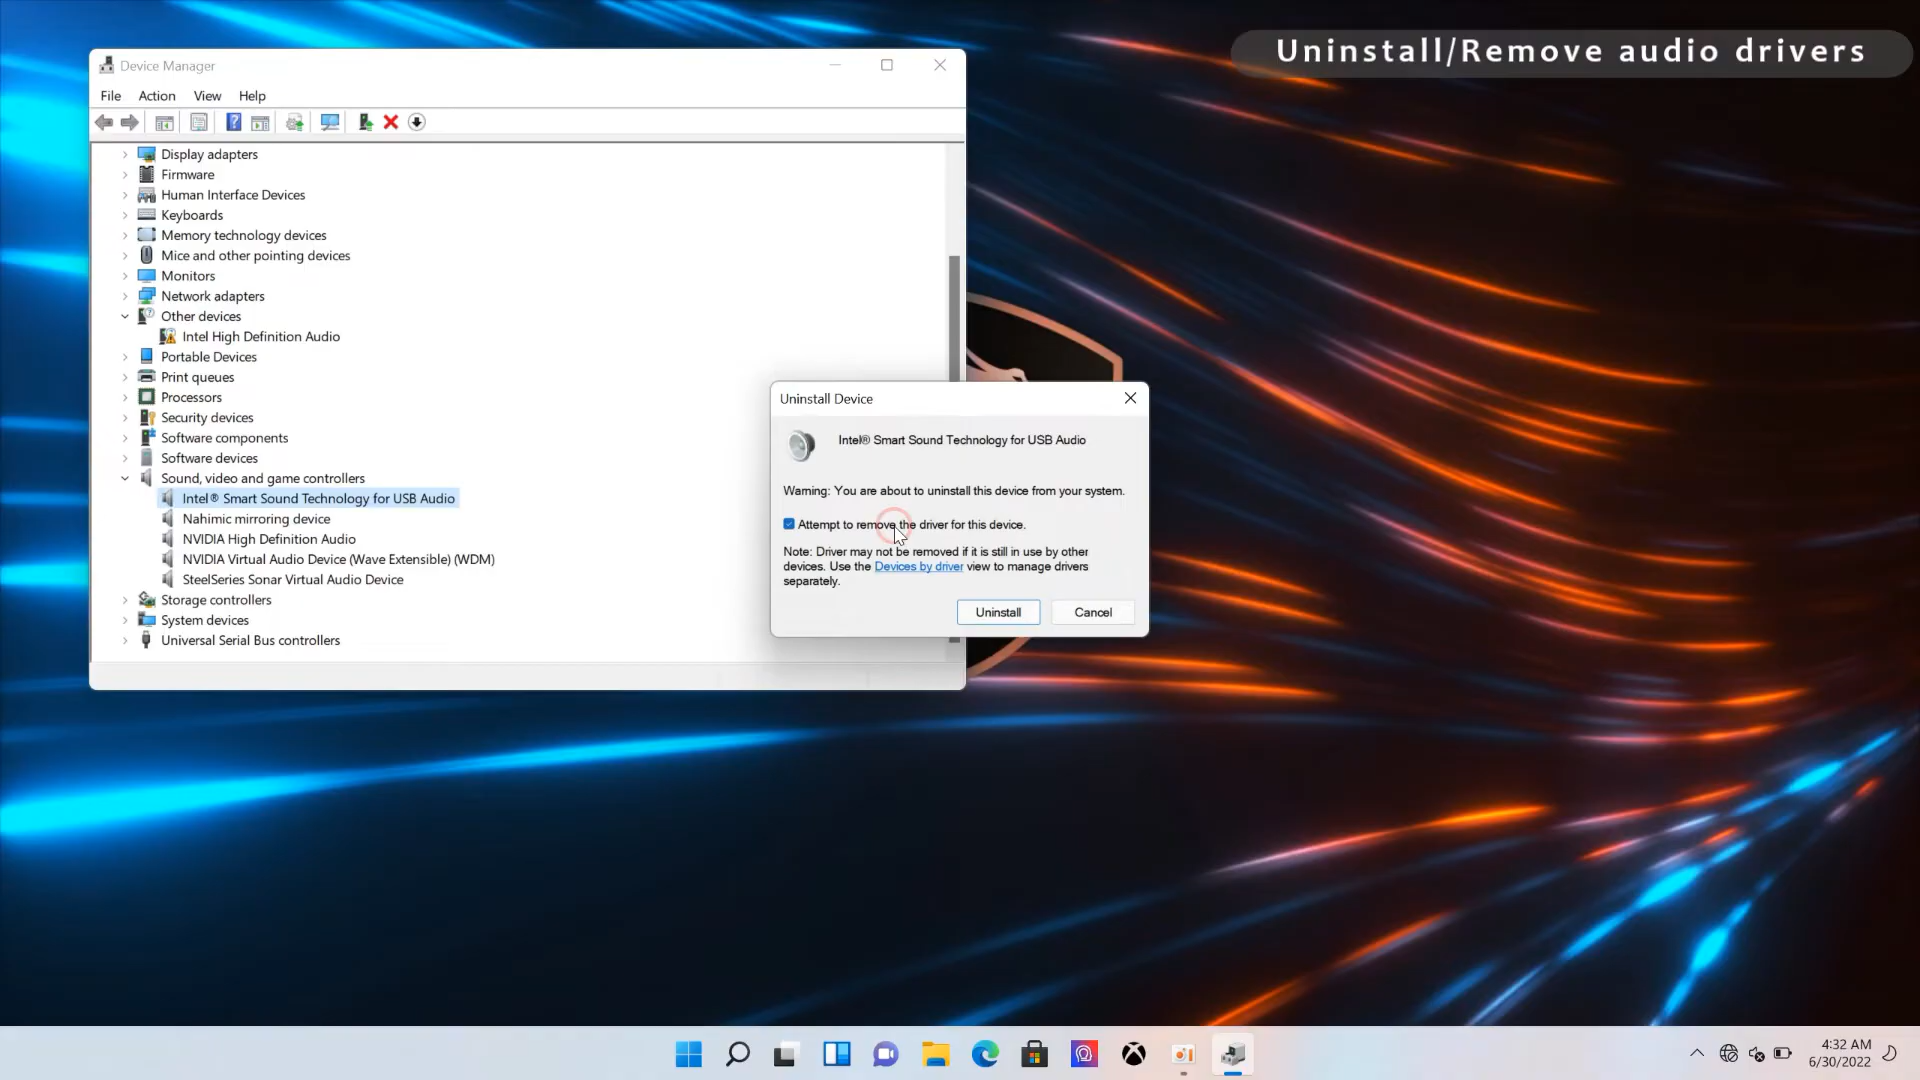 Uninstall/Remove audio drivers
Device Manager
File Action View Help
Display adapters
Firmware
Human Interface Devices
Keyboards
Memory technology devices
Mice and other pointing devices
Monitors
Network adapters
Other devices
Intel High Definition Audio
Portable Devices
Print queues
Processors
Security devices
Software components
Software devices
Sound, video and game controllers
Intel® Smart Sound Technology for USB Audio
Nahimic mirroring device
NVIDIA High Definition Audio
NVIDIA Virtual Audio Device (Wave Extensible) (WDM)
SteelSeries Sonar Virtual Audio Device
Storage controllers
System devices
Universal Serial Bus controllers
Uninstall Device
Intel® Smart Sound Technology for USB Audio
Warning: You are about to uninstall this device from your system.
Attempt to remove the driver for this device.
Note: Driver may not be removed if it is still in use by other
devices. Use the Devices by driver view to manage drivers
separately.
Uninstall Cancel
4:32 AM
6/30/2022